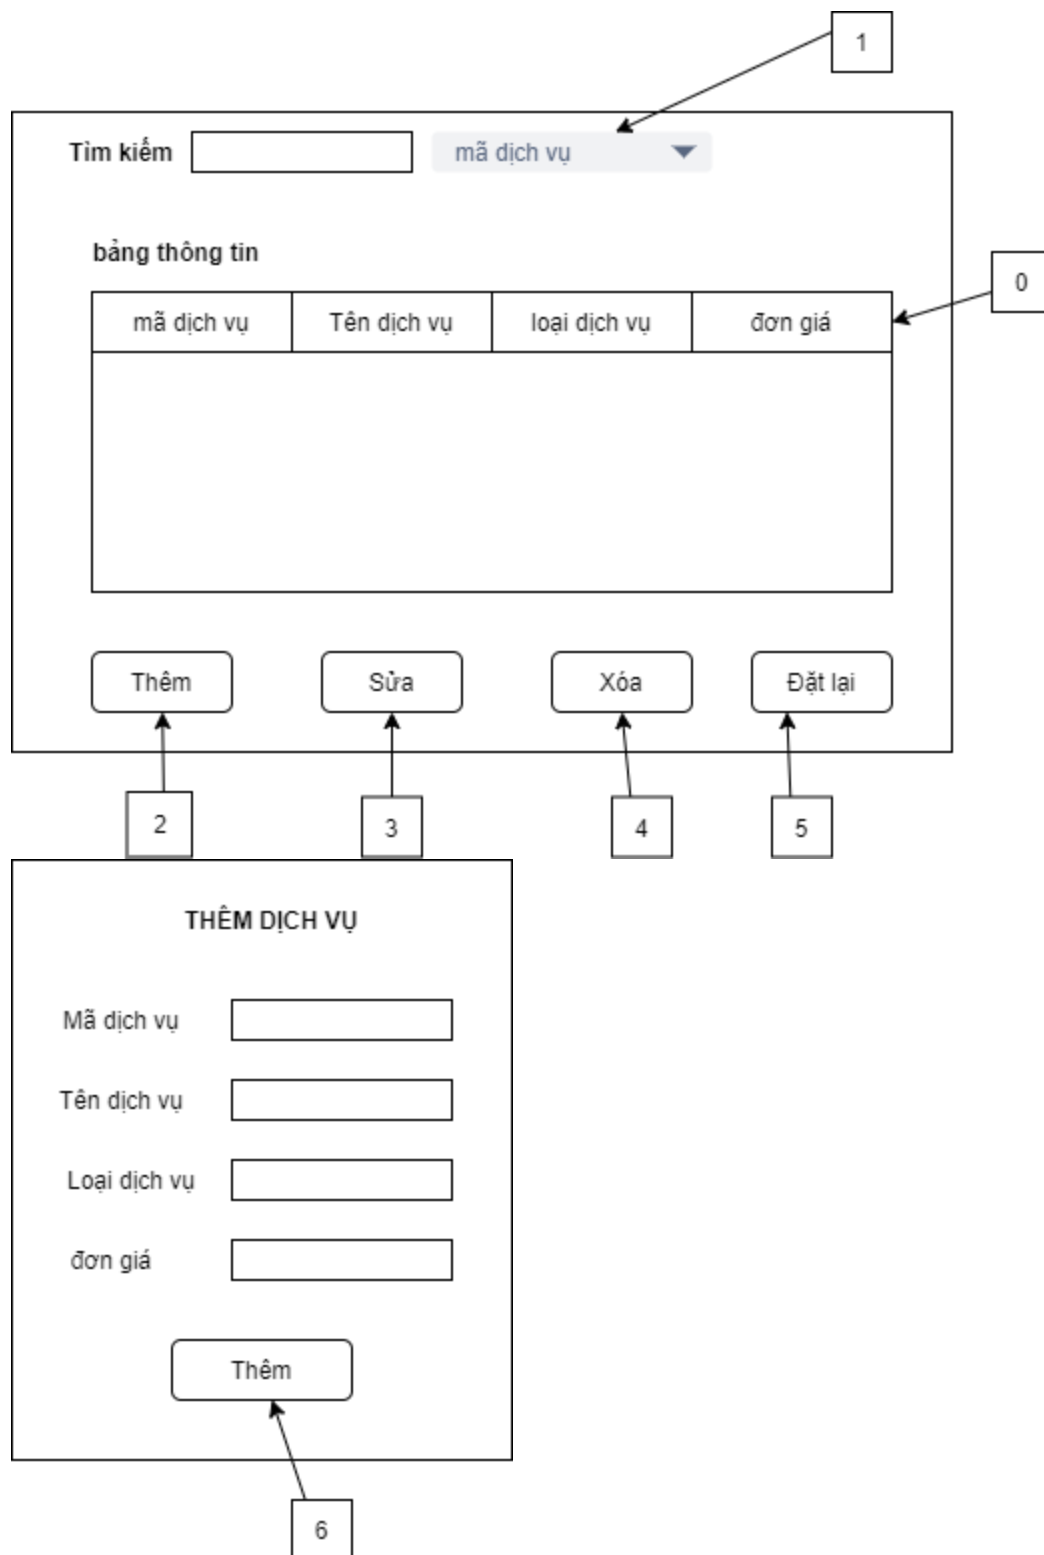 1
Tìm kiếm mã dịch vụ
bảng thông tin
0
mã dịch vụ Tên dịch vụ loại dịch vụ đơn giá
Thêm Sửa Xóa Đặt lại
2 3 4 5
THÊM DỊCH VỤ
Mã dịch vụ
Tên dịch vụ
Loại dịch vụ
đơn giá
Thêm
6